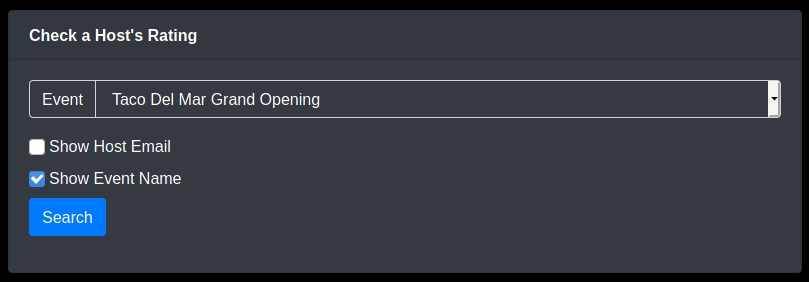 Check a Host's Rating
Event Taco Del Mar Grand Opening
Show Host Email
Show Event Name
Search